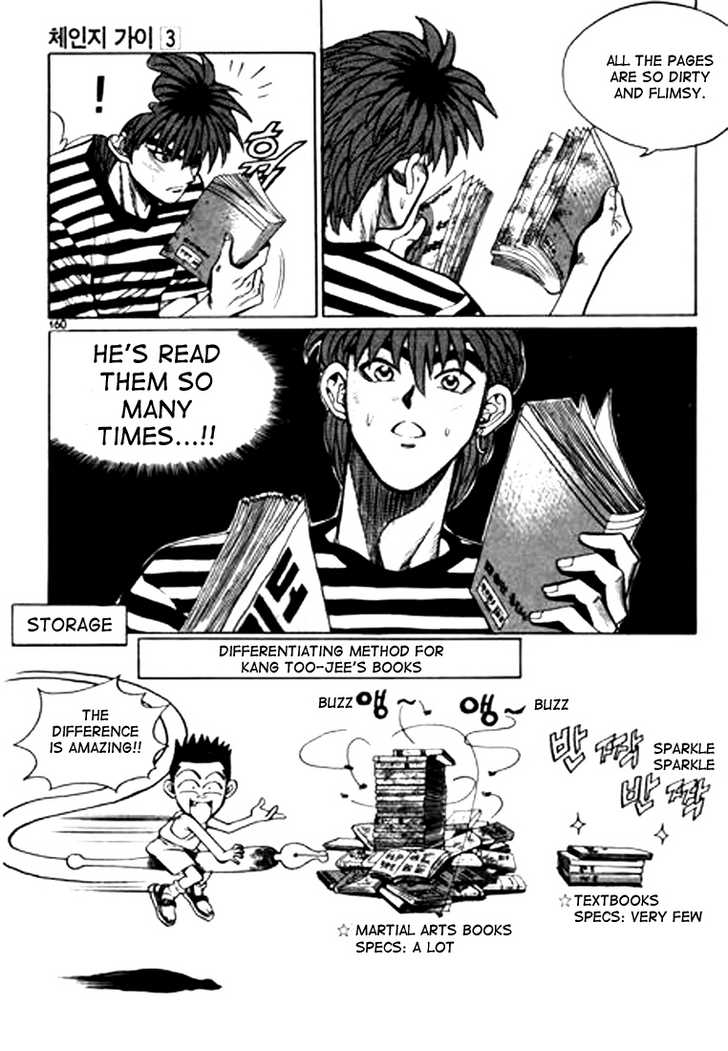 체인지 가이 3
!
휙
ALL THE PAGES
ARE SO DIRTY
AND FLIMSY.
160
HE'S READ
THEM SO
MANY
TIMES...!!
STORAGE
DIFFERENTIATING METHOD FOR
KANG TOO-JEE'S BOOKS
THE
DIFFERENCE
IS AMAZING!!
BUZZ 앵~ 앵~ BUZZ
반짝
반짝
SPARKLE
SPARKLE
☆ MARTIAL ARTS BOOKS
SPECS: A LOT
☆ TEXTBOOKS
SPECS: VERY FEW